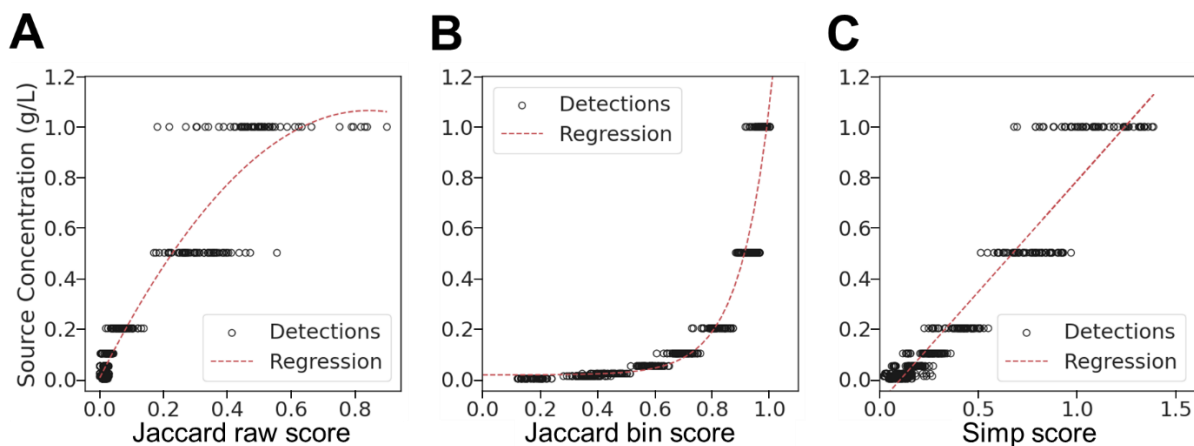 A
B
C
Source Concentration (g/L)
1.2
1.0
0.8
0.6
0.4
0.2
0.0
Detections
Regression
0.0 0.2 0.4 0.6 0.8
Jaccard raw score
1.2
1.0
0.8
0.6
0.4
0.2
0.0
Detections
Regression
0.0 0.2 0.4 0.6 0.8 1.0
Jaccard bin score
1.2
1.0
0.8
0.6
0.4
0.2
0.0
Detections
Regression
0.0 0.5 1.0 1.5
Simp score